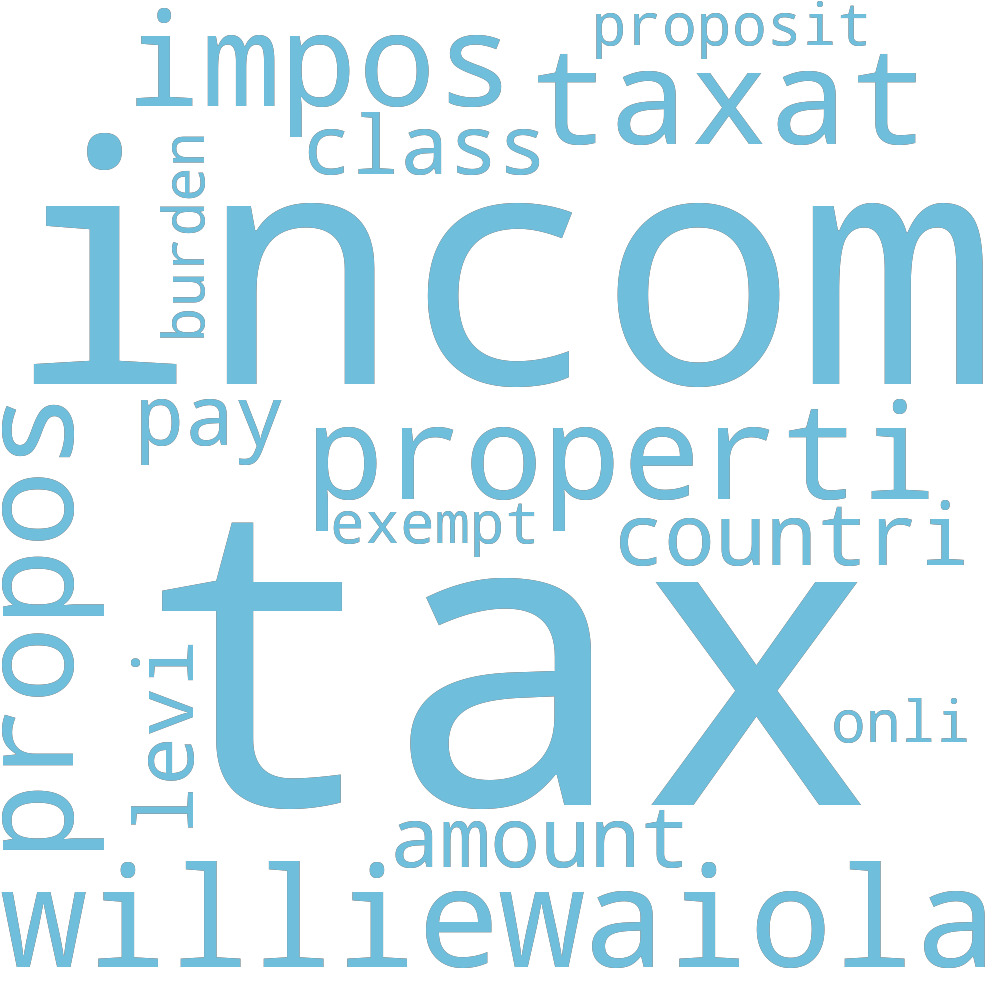 proposit
impos
taxat
class
burden
incom
pay
properti
propos
exempt
countri
tax
levi
onli
amount
williewaiola